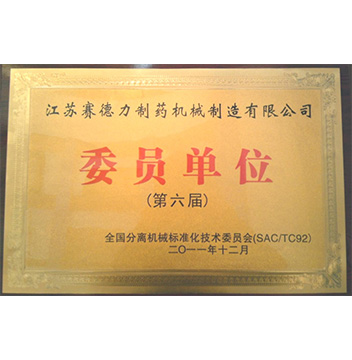 江苏赛德力制药机械制造有限公司
委员单位
(第六届)
全国分离机械标准化技术委员会(SAC/TC92)
二〇一一年十二月